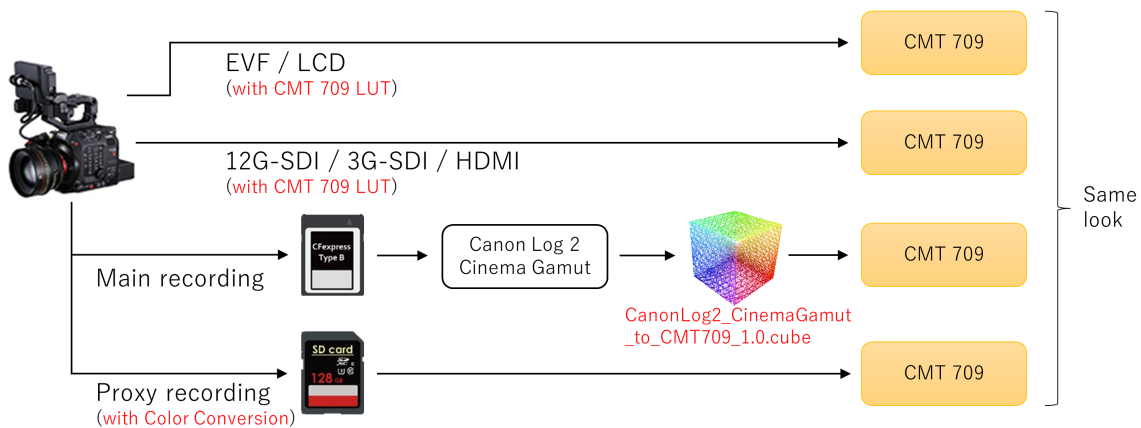 EVF / LCD
(with CMT 709 LUT)
CMT 709
12G-SDI / 3G-SDI / HDMI
(with CMT 709 LUT)
CMT 709
Same
look
Main recording
CFexpress
Type B
Canon Log 2
Cinema Gamut
CanonLog2_CinemaGamut
_to_CMT709_1.0.cube
CMT 709
Proxy recording
(with Color Conversion)
SD card
128 GB
CMT 709